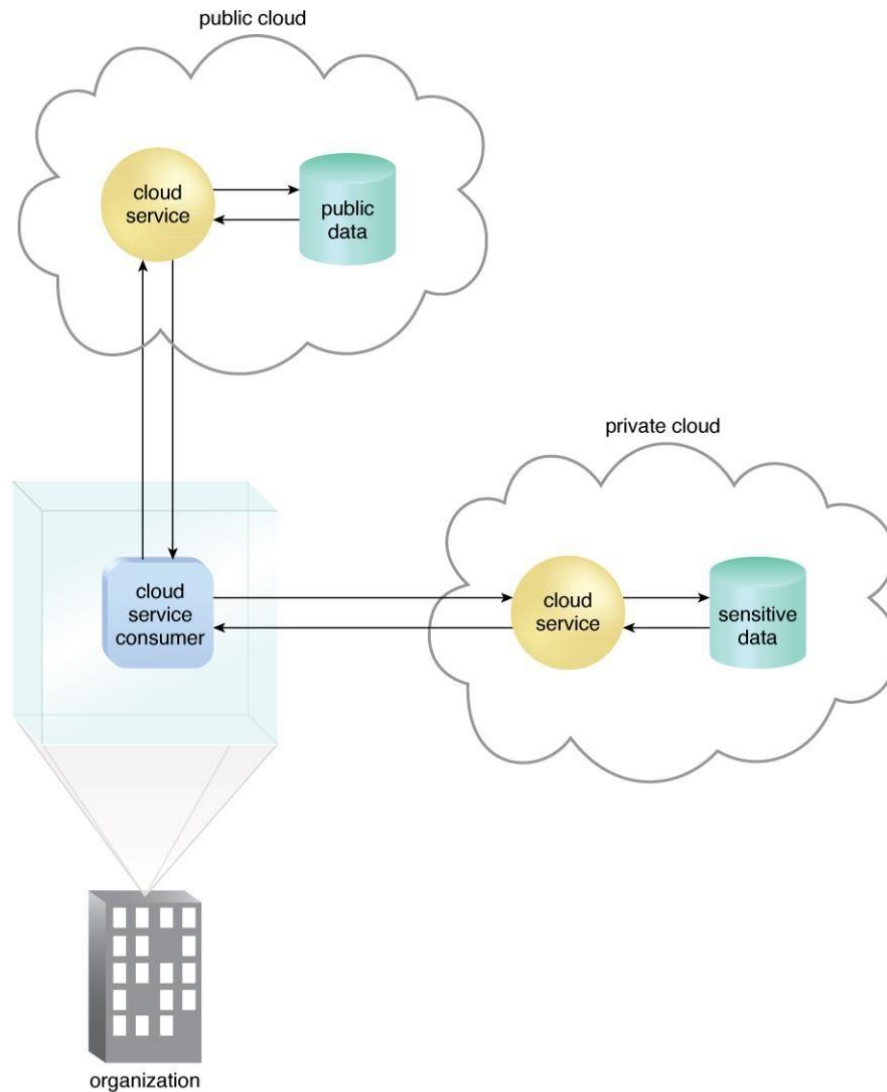 public cloud
cloud
service
public
data
private cloud
cloud
service
consumer
cloud
service
sensitive
data
organization